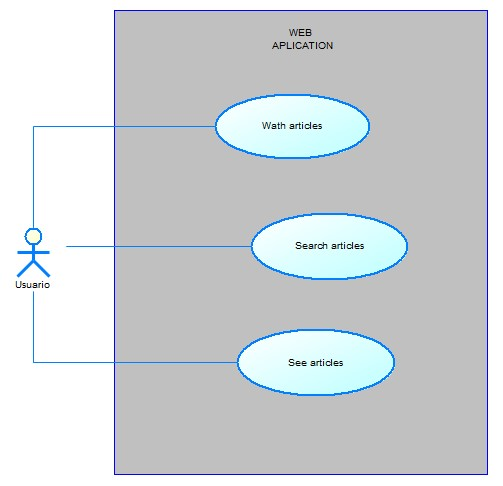 WEB
APLICATION
Wath articles
Search articles
Usuario
See articles